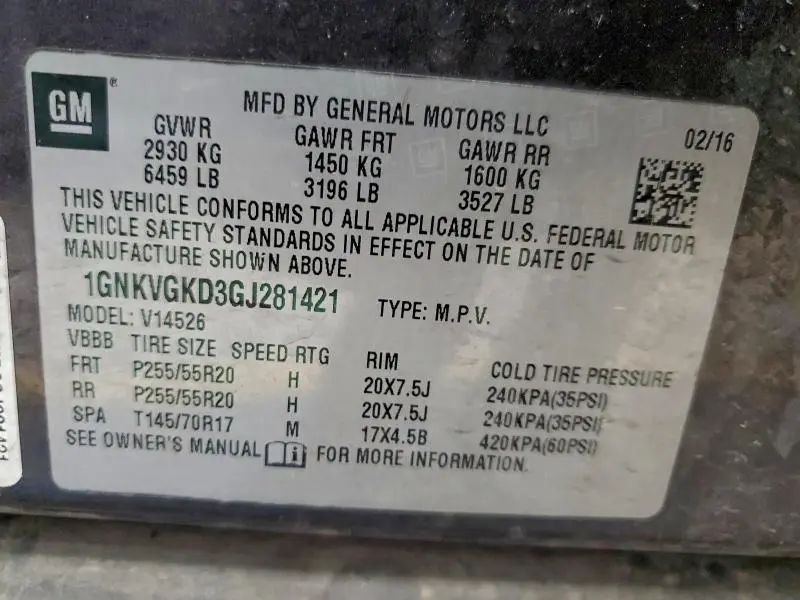 GM®
MFD BY GENERAL MOTORS LLC
02/16
GVWR GAWR FRT GAWR RR
2930 KG 1450 KG 1600 KG
6459 LB 3196 LB 3527 LB
THIS VEHICLE CONFORMS TO ALL APPLICABLE U.S. FEDERAL MOTOR
VEHICLE SAFETY STANDARDS IN EFFECT ON THE DATE OF
MANUFACTURE SHOWN ABOVE.
1GNKVGKD3GJ281421 TYPE: M.P.V.
MODEL: V14526
VBBB TIRE SIZE SPEED RTG RIM COLD TIRE PRESSURE
FRT P255/55R20 H 20X7.5J 240KPA(35PSI)
RR P255/55R20 H 20X7.5J 240KPA(35PSI)
SPA T145/70R17 M 17X4.5B 420KPA(60PSI)
SEE OWNER'S MANUAL i FOR MORE INFORMATION.